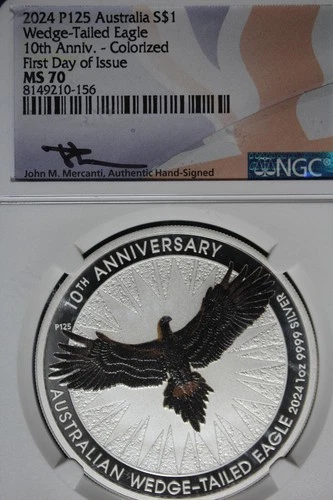 2024 P125 Australia S$1
Wedge-Tailed Eagle
10th Anniv. - Colorized
First Day of Issue
MS 70
8149210-156
John M. Mercanti, Authentic Hand-Signed
NGC
10TH ANNIVERSARY
P125
AUSTRALIAN WEDGE-TAILED EAGLE 2024 1oz 9999 SILVER